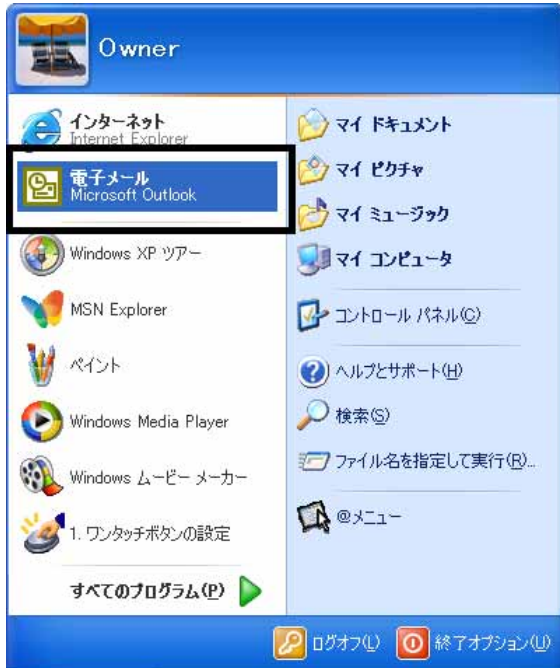 Owner
インターネット
Internet Explorer
電子メール
Microsoft Outlook
Windows XP ツアー
MSN Explorer
ペイント
Windows Media Player
Windows ムービー メーカー
1. ワンタッチボタンの設定
すべてのプログラム(P)
マイ ドキュメント
マイ ピクチャ
マイ ミュージック
マイ コンピュータ
コントロール パネル(C)
ヘルプとサポート(H)
検索(S)
ファイル名を指定して実行(R)...
@メニュー
ログオフ(L)
終了オプション(U)